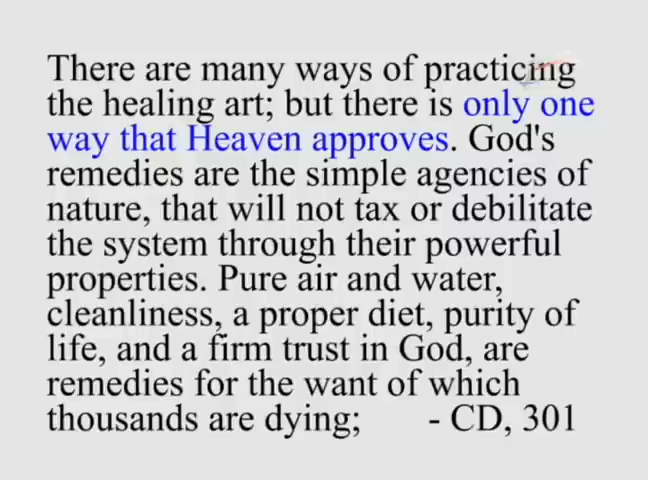 There are many ways of practicing
the healing art; but there is only one
way that Heaven approves. God's
remedies are the simple agencies of
nature, that will not tax or debilitate
the system through their powerful
properties. Pure air and water,
cleanliness, a proper diet, purity of
life, and a firm trust in God, are
remedies for the want of which
thousands are dying; - CD, 301